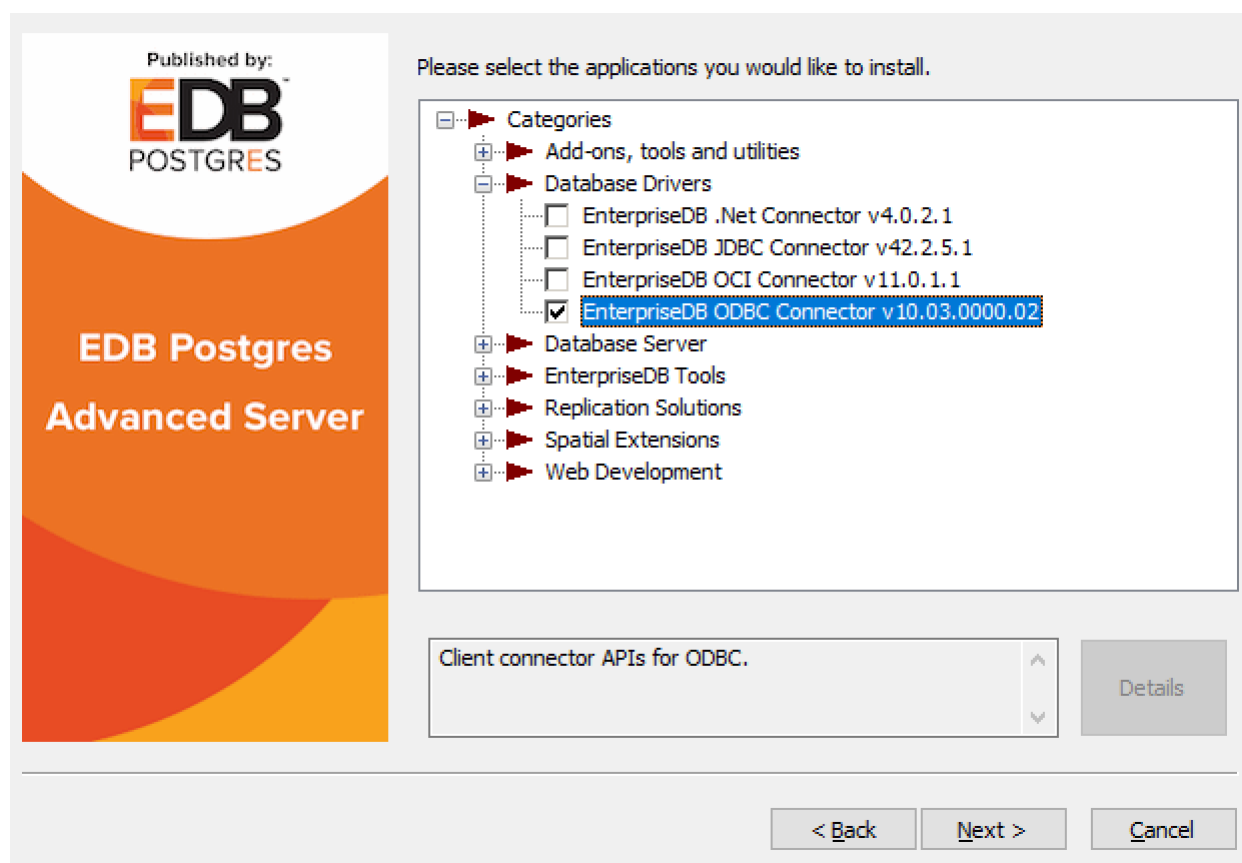 Published by:
EDB™
POSTGRES
EDB Postgres
Advanced Server
Please select the applications you would like to install.
Categories
Add-ons, tools and utilities
Database Drivers
EnterpriseDB .Net Connector v4.0.2.1
EnterpriseDB JDBC Connector v42.2.5.1
EnterpriseDB OCI Connector v11.0.1.1
EnterpriseDB ODBC Connector v10.03.0000.02
Database Server
EnterpriseDB Tools
Replication Solutions
Spatial Extensions
Web Development
Client connector APIs for ODBC.
Details
< Back
Next >
Cancel